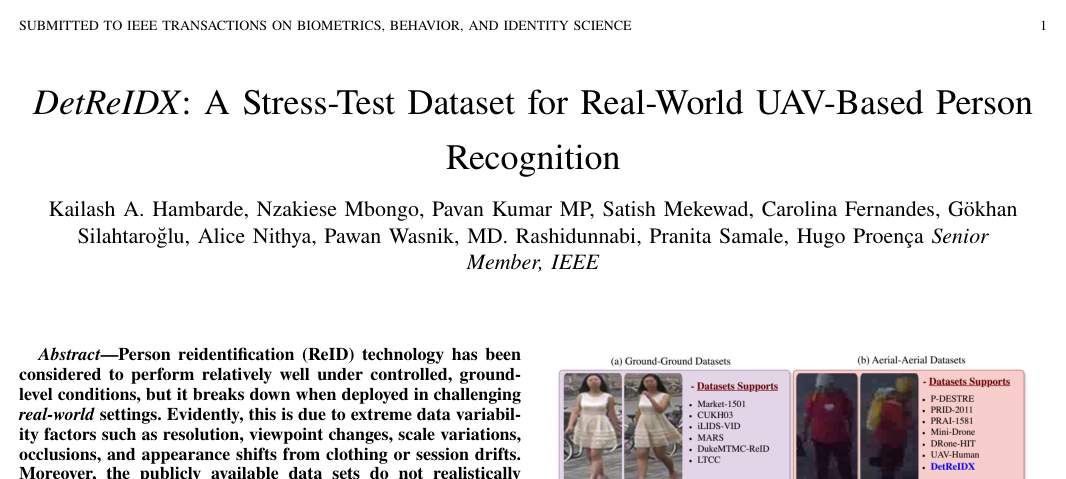 SUBMITTED TO IEEE TRANSACTIONS ON BIOMETRICS, BEHAVIOR, AND IDENTITY SCIENCE 1
DetReIDX: A Stress-Test Dataset for Real-World UAV-Based Person
Recognition
Kailash A. Hambarde, Nzakiese Mbongo, Pavan Kumar MP, Satish Mekewad, Carolina Fernandes, Gökhan
Silahtaroğlu, Alice Nithya, Pawan Wasnik, MD. Rashidunnabi, Pranita Samale, Hugo Proença Senior
Member, IEEE
Abstract—Person reidentification (ReID) technology has been
considered to perform relatively well under controlled, ground-
level conditions, but it breaks down when deployed in challenging
real-world settings. Evidently, this is due to extreme data variabil-
ity factors such as resolution, viewpoint changes, scale variations,
occlusions, and appearance shifts from clothing or session drifts.
Moreover, the publicly available data sets do not realistically
(a) Ground-Ground Datasets
- Datasets Supports
• Market-1501
• CUKH03
• iLIDS-VID
• MARS
• DukeMTMC-ReID
• LTCC
(b) Aerial-Aerial Datasets
- Datasets Supports
• P-DESTRE
• PRID-2011
• PRAI-1581
• Mini-Drone
• DRone-HIT
• UAV-Human
• DetReIDX